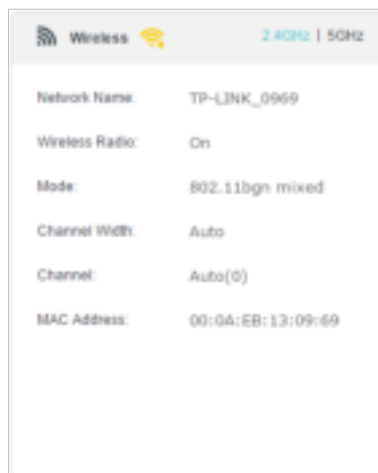 Wireless 2.4GHz | 5GHz
Network Name: TP-LINK_0969
Wireless Radio: On
Mode: 802.11bgn mixed
Channel Width: Auto
Channel: Auto(0)
MAC Address: 00:0A:EB:13:09:69